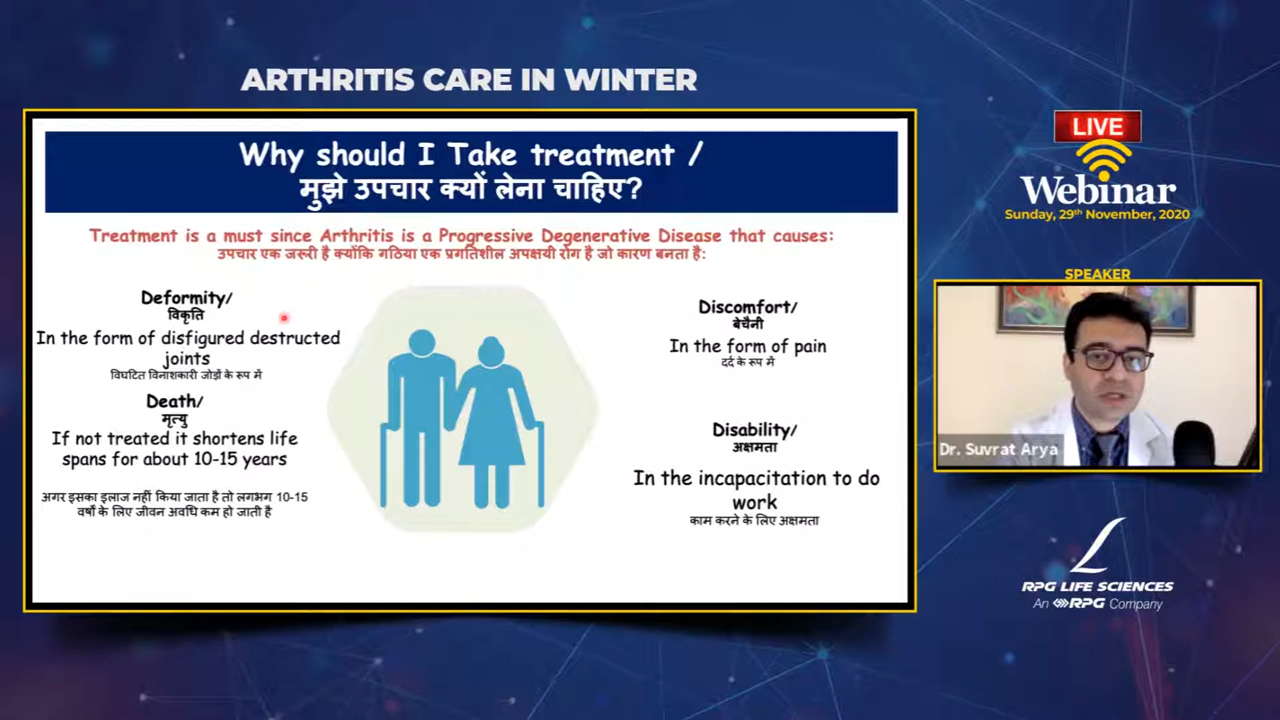 ARTHRITIS CARE IN WINTER
Why should I Take treatment /
मुझे उपचार क्यों लेना चाहिए?
Treatment is a must since Arthritis is a Progressive Degenerative Disease that causes:
उपचार एक जरूरी है क्योंकि गठिया एक प्रगतिशील अपक्षयी रोग है जो कारण बनता है:
Deformity/
विकृति
In the form of disfigured destructed
joints
विघटित विनाशकारी जोड़ों के रूप में
Death/
मृत्यु
If not treated it shortens life
spans for about 10-15 years
अगर इसका इलाज नहीं किया जाता है तो लगभग 10-15
वर्षों के लिए जीवन अवधि कम हो जाती है
Discomfort/
बेचैनी
In the form of pain
दर्द के रूप में
Disability/
अक्षमता
In the incapacitation to do
work
काम करने के लिए अक्षमता
LIVE
Webinar
Sunday, 29th November, 2020
SPEAKER
Dr. Suvrat Arya
RPG LIFE SCIENCES
An RPG Company